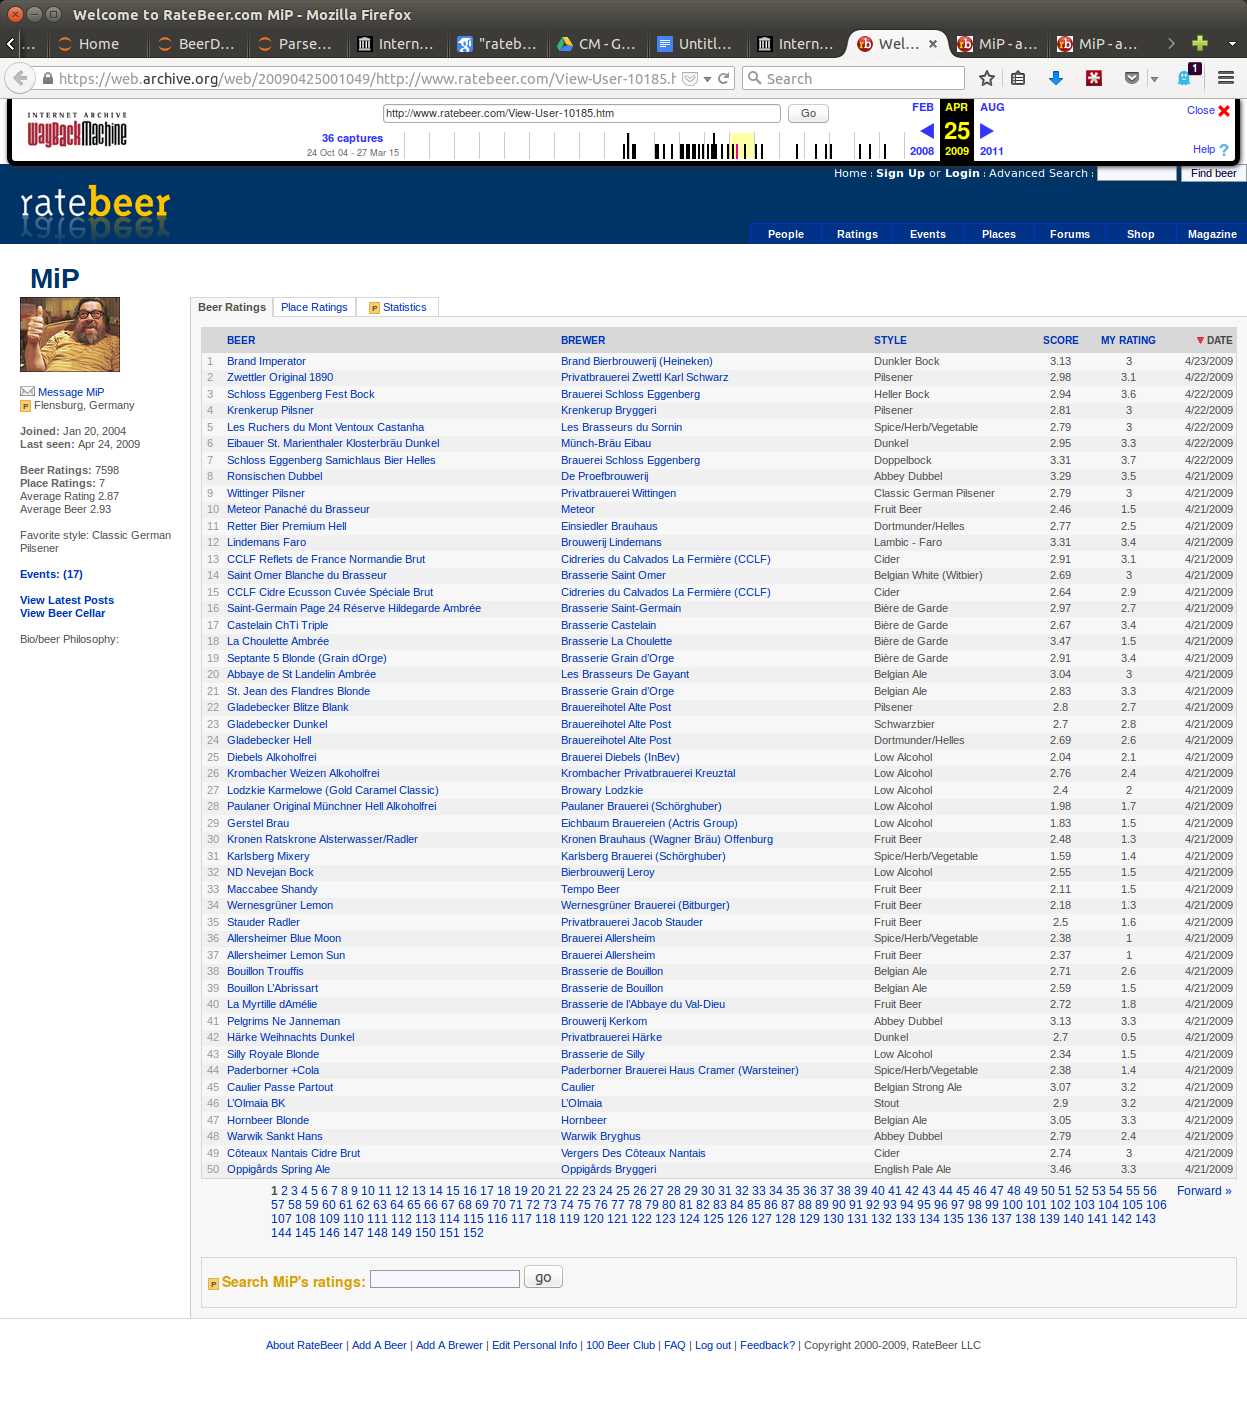 Welcome to RateBeer.com MiP - Mozilla Firefox
... Home BeerD... Parse... Intern... "rateb... CM - G... Untitl... Intern... Wel... MiP - a... MiP - a...
https://web.archive.org/web/20090425001049/http://www.ratebeer.com/View-User-10185.h Search 1
INTERNET ARCHIVE
WayBackMachine
http://www.ratebeer.com/View-User-10185.htm Go
36 captures
24 Oct 04 - 27 Mar 15
FEB APR AUG
25
2008 2009 2011
Close
Help ?
Home : Sign Up or Login : Advanced Search : Find beer
ratebeer
People Ratings Events Places Forums Shop Magazine
MiP
Message MiP
P Flensburg, Germany
Joined: Jan 20, 2004
Last seen: Apr 24, 2009
Beer Ratings: 7598
Place Ratings: 7
Average Rating 2.87
Average Beer 2.93
Favorite style: Classic German
Pilsener
Events: (17)
View Latest Posts
View Beer Cellar
Bio/beer Philosophy:
Beer Ratings Place Ratings P Statistics
BEER BREWER STYLE SCORE MY RATING DATE
1 Brand Imperator Brand Bierbrouwerij (Heineken) Dunkler Bock 3.13 3 4/23/2009
2 Zwettler Original 1890 Privatbrauerei Zwettl Karl Schwarz Pilsener 2.98 3.1 4/22/2009
3 Schloss Eggenberg Fest Bock Brauerei Schloss Eggenberg Heller Bock 2.94 3.6 4/22/2009
4 Krenkerup Pilsner Krenkerup Bryggeri Pilsener 2.81 3 4/22/2009
5 Les Ruchers du Mont Ventoux Castanha Les Brasseurs du Sornin Spice/Herb/Vegetable 2.79 3 4/22/2009
6 Eibauer St. Marienthaler Klosterbräu Dunkel Münch-Bräu Eibau Dunkel 2.95 3.3 4/22/2009
7 Schloss Eggenberg Samichlaus Bier Helles Brauerei Schloss Eggenberg Doppelbock 3.31 3.7 4/22/2009
8 Ronsischen Dubbel De Proefbrouwerij Abbey Dubbel 3.29 3.5 4/21/2009
9 Wittinger Pilsner Privatbrauerei Wittingen Classic German Pilsener 2.79 3 4/21/2009
10 Meteor Panaché du Brasseur Meteor Fruit Beer 2.46 1.5 4/21/2009
11 Retter Bier Premium Hell Einsiedler Brauhaus Dortmunder/Helles 2.77 2.5 4/21/2009
12 Lindemans Faro Brouwerij Lindemans Lambic - Faro 3.31 3.4 4/21/2009
13 CCLF Reflets de France Normandie Brut Cidreries du Calvados La Fermière (CCLF) Cider 2.91 3.1 4/21/2009
14 Saint Omer Blanche du Brasseur Brasserie Saint Omer Belgian White (Witbier) 2.69 3 4/21/2009
15 CCLF Cidre Ecusson Cuvée Spéciale Brut Cidreries du Calvados La Fermière (CCLF) Cider 2.64 2.9 4/21/2009
16 Saint-Germain Page 24 Réserve Hildegarde Ambrée Brasserie Saint-Germain Bière de Garde 2.97 2.7 4/21/2009
17 Castelain ChTi Triple Brasserie Castelain Bière de Garde 2.67 3.4 4/21/2009
18 La Choulette Ambrée Brasserie La Choulette Bière de Garde 3.47 1.5 4/21/2009
19 Septante 5 Blonde (Grain dOrge) Brasserie Grain d'Orge Bière de Garde 2.91 3.4 4/21/2009
20 Abbaye de St Landelin Ambrée Les Brasseurs De Gayant Belgian Ale 3.04 3 4/21/2009
21 St. Jean des Flandres Blonde Brasserie Grain d'Orge Belgian Ale 2.83 3.3 4/21/2009
22 Gladebecker Blitze Blank Brauereihotel Alte Post Pilsener 2.8 2.7 4/21/2009
23 Gladebecker Dunkel Brauereihotel Alte Post Schwarzbier 2.7 2.8 4/21/2009
24 Gladebecker Hell Brauereihotel Alte Post Dortmunder/Helles 2.69 2.6 4/21/2009
25 Diebels Alkoholfrei Brauerei Diebels (InBev) Low Alcohol 2.04 2.1 4/21/2009
26 Krombacher Weizen Alkoholfrei Krombacher Privatbrauerei Kreuztal Low Alcohol 2.76 2.4 4/21/2009
27 Lodzkie Karmelowe (Gold Caramel Classic) Browary Lodzkie Low Alcohol 2.4 2 4/21/2009
28 Paulaner Original Münchner Hell Alkoholfrei Paulaner Brauerei (Schörghuber) Low Alcohol 1.98 1.7 4/21/2009
29 Gerstel Brau Eichbaum Brauereien (Actris Group) Low Alcohol 1.83 1.5 4/21/2009
30 Kronen Ratskrone Alsterwasser/Radler Kronen Brauhaus (Wagner Bräu) Offenburg Fruit Beer 2.48 1.3 4/21/2009
31 Karlsberg Mixery Karlsberg Brauerei (Schörghuber) Spice/Herb/Vegetable 1.59 1.4 4/21/2009
32 ND Nevejan Bock Bierbrouwerij Leroy Low Alcohol 2.55 1.5 4/21/2009
33 Maccabee Shandy Tempo Beer Fruit Beer 2.11 1.5 4/21/2009
34 Wernesgrüner Lemon Wernesgrüner Brauerei (Bitburger) Fruit Beer 2.18 1.3 4/21/2009
35 Stauder Radler Privatbrauerei Jacob Stauder Fruit Beer 2.5 1.6 4/21/2009
36 Allersheimer Blue Moon Brauerei Allersheim Spice/Herb/Vegetable 2.38 1 4/21/2009
37 Allersheimer Lemon Sun Brauerei Allersheim Fruit Beer 2.37 1 4/21/2009
38 Bouillon Trouffis Brasserie de Bouillon Belgian Ale 2.71 2.6 4/21/2009
39 Bouillon L'Abrissart Brasserie de Bouillon Belgian Ale 2.59 1.5 4/21/2009
40 La Myrtille dAmélie Brasserie de l'Abbaye du Val-Dieu Fruit Beer 2.72 1.8 4/21/2009
41 Pelgrims Ne Janneman Brouwerij Kerkom Abbey Dubbel 3.13 3.3 4/21/2009
42 Härke Weihnachts Dunkel Privatbrauerei Härke Dunkel 2.7 0.5 4/21/2009
43 Silly Royale Blonde Brasserie de Silly Low Alcohol 2.34 1.5 4/21/2009
44 Paderborner +Cola Paderborner Brauerei Haus Cramer (Warsteiner) Spice/Herb/Vegetable 2.38 1.4 4/21/2009
45 Caulier Passe Partout Caulier Belgian Strong Ale 3.07 3.2 4/21/2009
46 L'Olmaia BK L'Olmaia Stout 2.9 3.2 4/21/2009
47 Hornbeer Blonde Hornbeer Belgian Ale 3.05 3.3 4/21/2009
48 Warwik Sankt Hans Warwik Bryghus Abbey Dubbel 2.79 2.4 4/21/2009
49 Côteaux Nantais Cidre Brut Vergers Des Côteaux Nantais Cider 2.74 3 4/21/2009
50 Oppigårds Spring Ale Oppigårds Bryggeri English Pale Ale 3.46 3.3 4/21/2009
1 2 3 4 5 6 7 8 9 10 11 12 13 14 15 16 17 18 19 20 21 22 23 24 25 26 27 28 29 30 31 32 33 34 35 36 37 38 39 40 41 42 43 44 45 46 47 48 49 50 51 52 53 54 55 56 Forward »
57 58 59 60 61 62 63 64 65 66 67 68 69 70 71 72 73 74 75 76 77 78 79 80 81 82 83 84 85 86 87 88 89 90 91 92 93 94 95 96 97 98 99 100 101 102 103 104 105 106
107 108 109 110 111 112 113 114 115 116 117 118 119 120 121 122 123 124 125 126 127 128 129 130 131 132 133 134 135 136 137 138 139 140 141 142 143
144 145 146 147 148 149 150 151 152
P Search MiP's ratings: go
About RateBeer | Add A Beer | Add A Brewer | Edit Personal Info | 100 Beer Club | FAQ | Log out | Feedback? | Copyright 2000-2009, RateBeer LLC